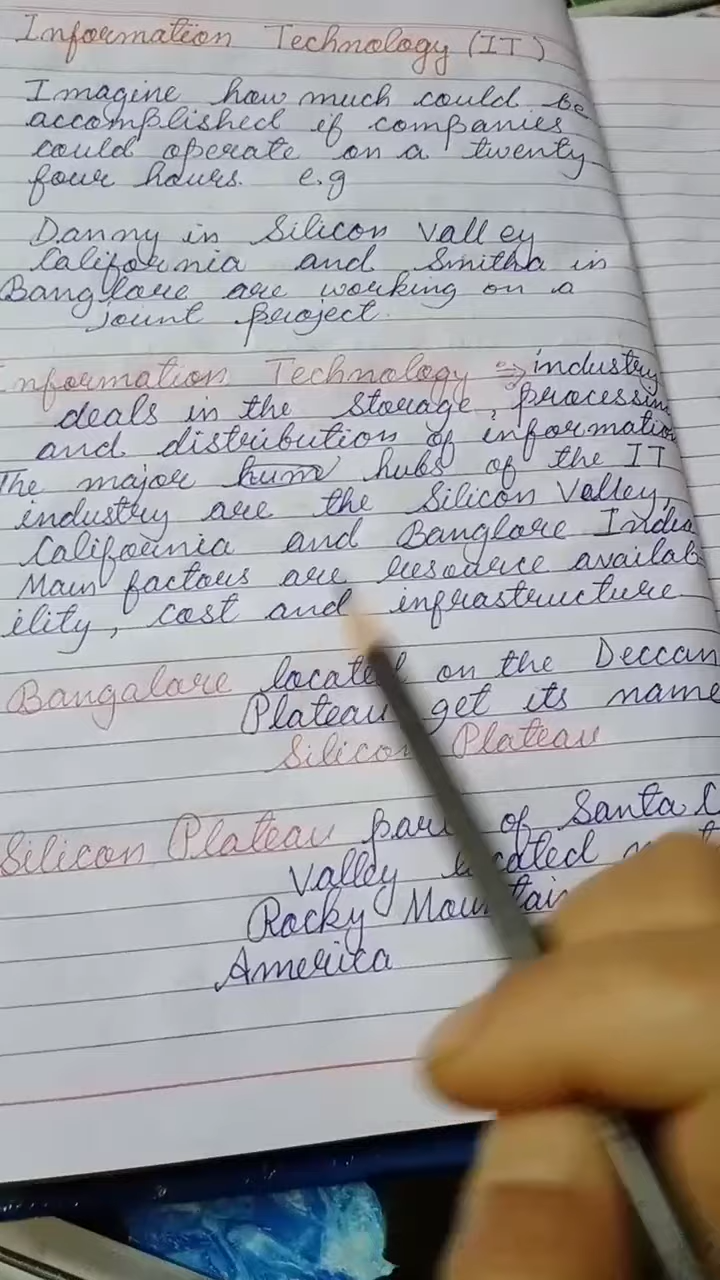 Information Technology (IT)
Imagine how much could be
accomplished if companies
could operate on a twenty
four hours. e.g
Danny in Silicon Valley
California and Smitha in
Banglore are working on a
joint project.
Information Technology ⇒ industry
deals in the storage, processin
and distribution of informatio
The major hum hubs of the IT
industry are the Silicon Valley,
California and Banglore India
Main factors are resource availab
ility, cost and infrastructure
Bangalore located on the Deccan
Plateau get its name
Silicon Plateau
Silicon Plateau part of Santa C
Valley located
Rocky Mountain
America